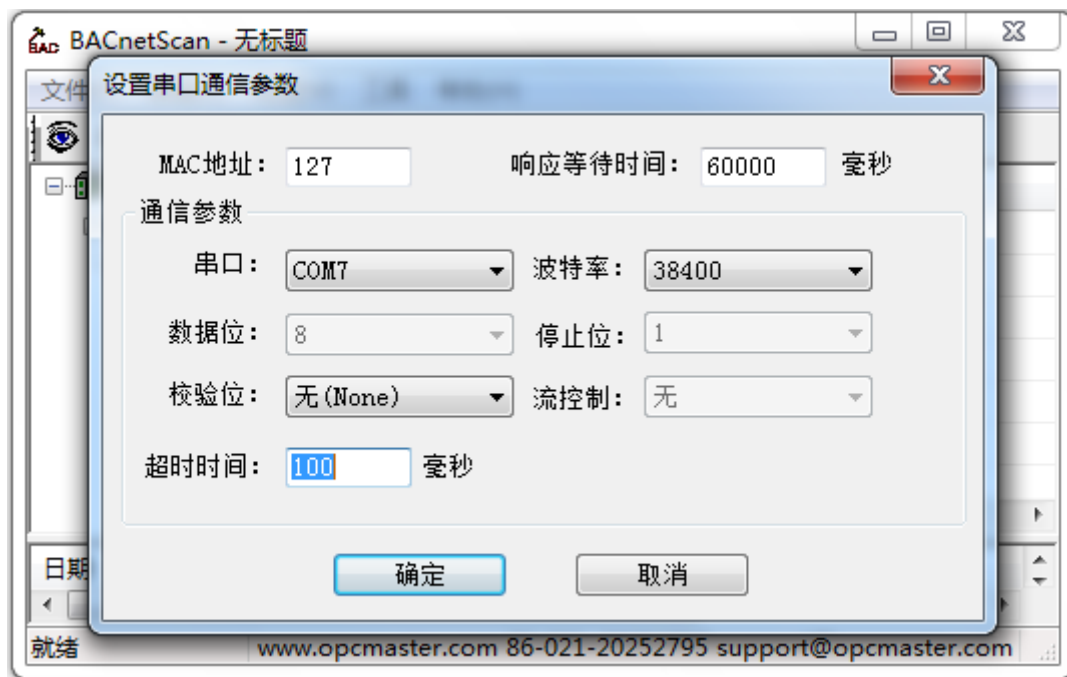 BAC BACnetScan - 无标题
设置串口通信参数
文件
MAC地址： 127 响应等待时间： 60000 毫秒
通信参数
串口： COM7 波特率： 38400
数据位： 8 停止位： 1
校验位： 无(None) 流控制： 无
超时时间： 100 毫秒
确定 取消
日期
就绪 www.opcmaster.com 86-021-20252795 support@opcmaster.com